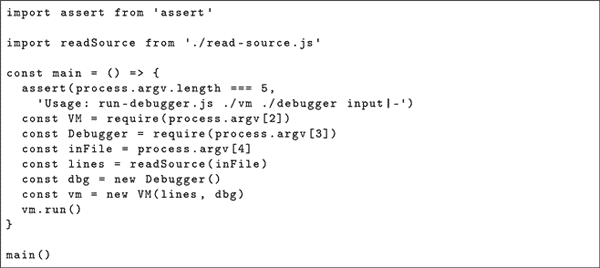 import assert from 'assert'
import readSource from './read-source.js'
const main = () => {
assert(process.argv.length === 5,
'Usage: run-debugger.js ./vm ./debugger input|-')
const VM = require(process.argv[2])
const Debugger = require(process.argv[3])
const inFile = process.argv[4]
const lines = readSource(inFile)
const dbg = new Debugger()
const vm = new VM(lines, dbg)
vm.run()
}
main()